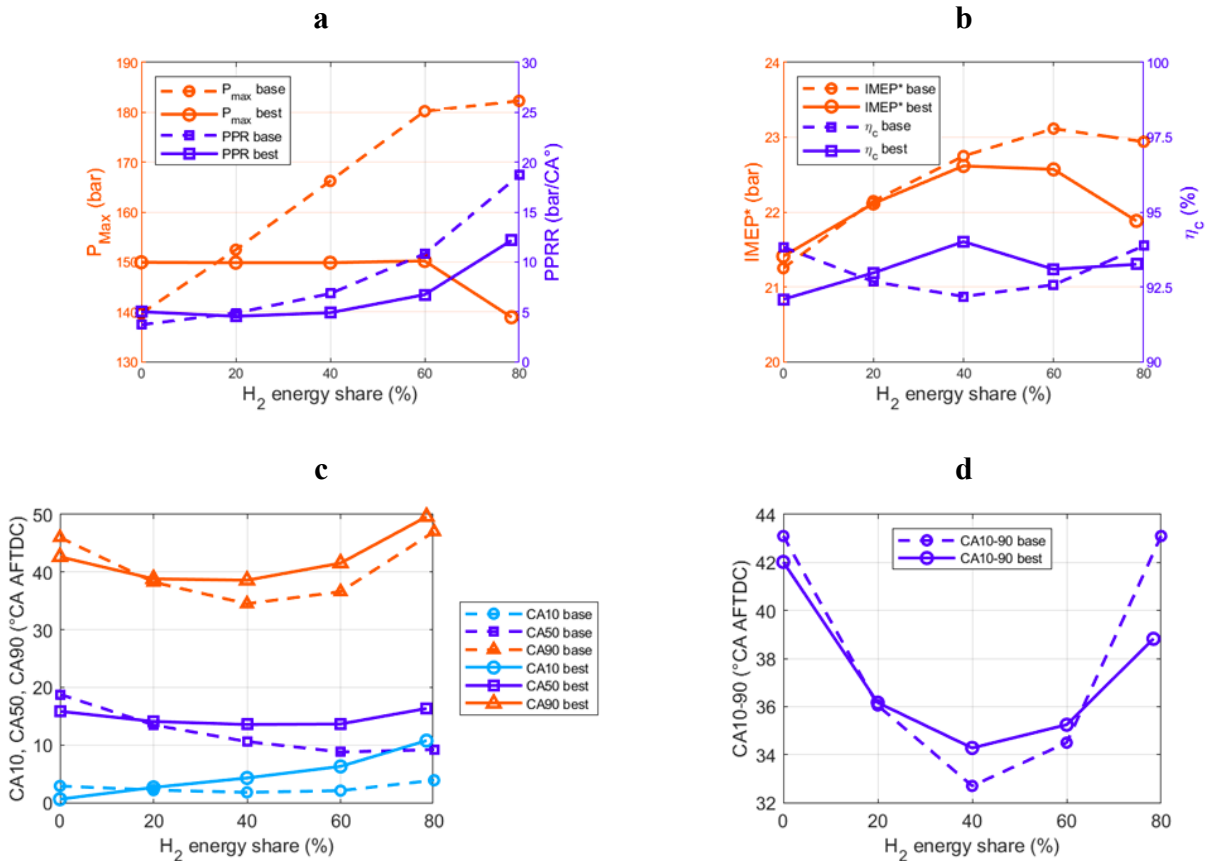 a
190
180
170
160
150
140
130
P_Max (bar)
P_max base
P_max best
PPR base
PPR best
30
25
20
15
10
5
0
PPRR (bar/CA°)
0 20 40 60 80
H_2 energy share (%)
b
24
23
22
21
20
IMEP* (bar)
IMEP* base
IMEP* best
η_c base
η_c best
100
97.5
95
92.5
90
η_c (%)
0 20 40 60 80
H_2 energy share (%)
c
50
40
30
20
10
0
CA10, CA50, CA90 (°CA AFTDC)
0 20 40 60 80
H_2 energy share (%)
CA10 base
CA50 base
CA90 base
CA10 best
CA50 best
CA90 best
d
44
42
40
38
36
34
32
CA10-90 (°CA AFTDC)
CA10-90 base
CA10-90 best
0 20 40 60 80
H_2 energy share (%)